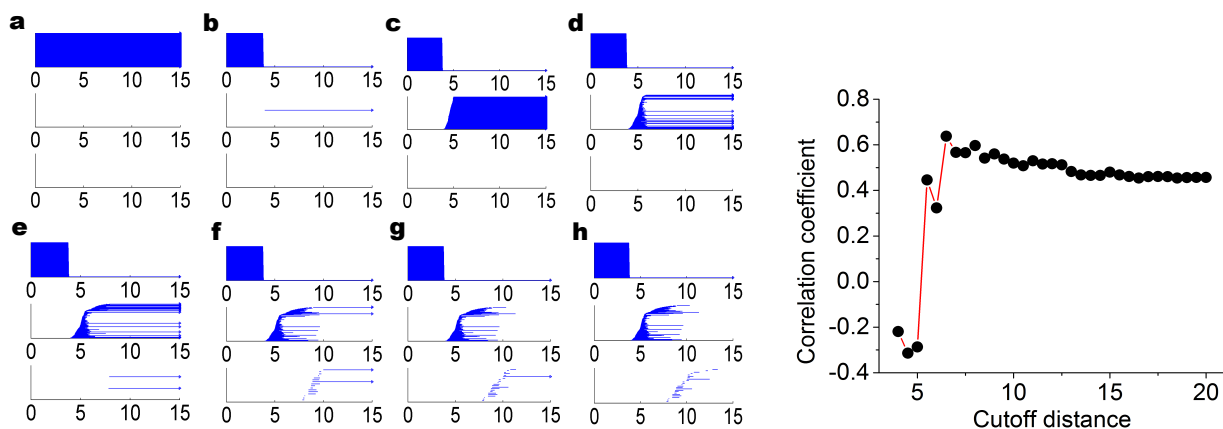 a b c d
0 5 10 15 0 5 10 15 0 5 10 15 0 5 10 15
0 5 10 15 0 5 10 15 0 5 10 15 0 5 10 15
0 5 10 15 0 5 10 15 0 5 10 15 0 5 10 15
e f g h
0 5 10 15 0 5 10 15 0 5 10 15 0 5 10 15
0 5 10 15 0 5 10 15 0 5 10 15 0 5 10 15
0 5 10 15 0 5 10 15 0 5 10 15 0 5 10 15
Correlation coefficient
0.8
0.6
0.4
0.2
0.0
-0.2
-0.4
5 10 15 20
Cutoff distance